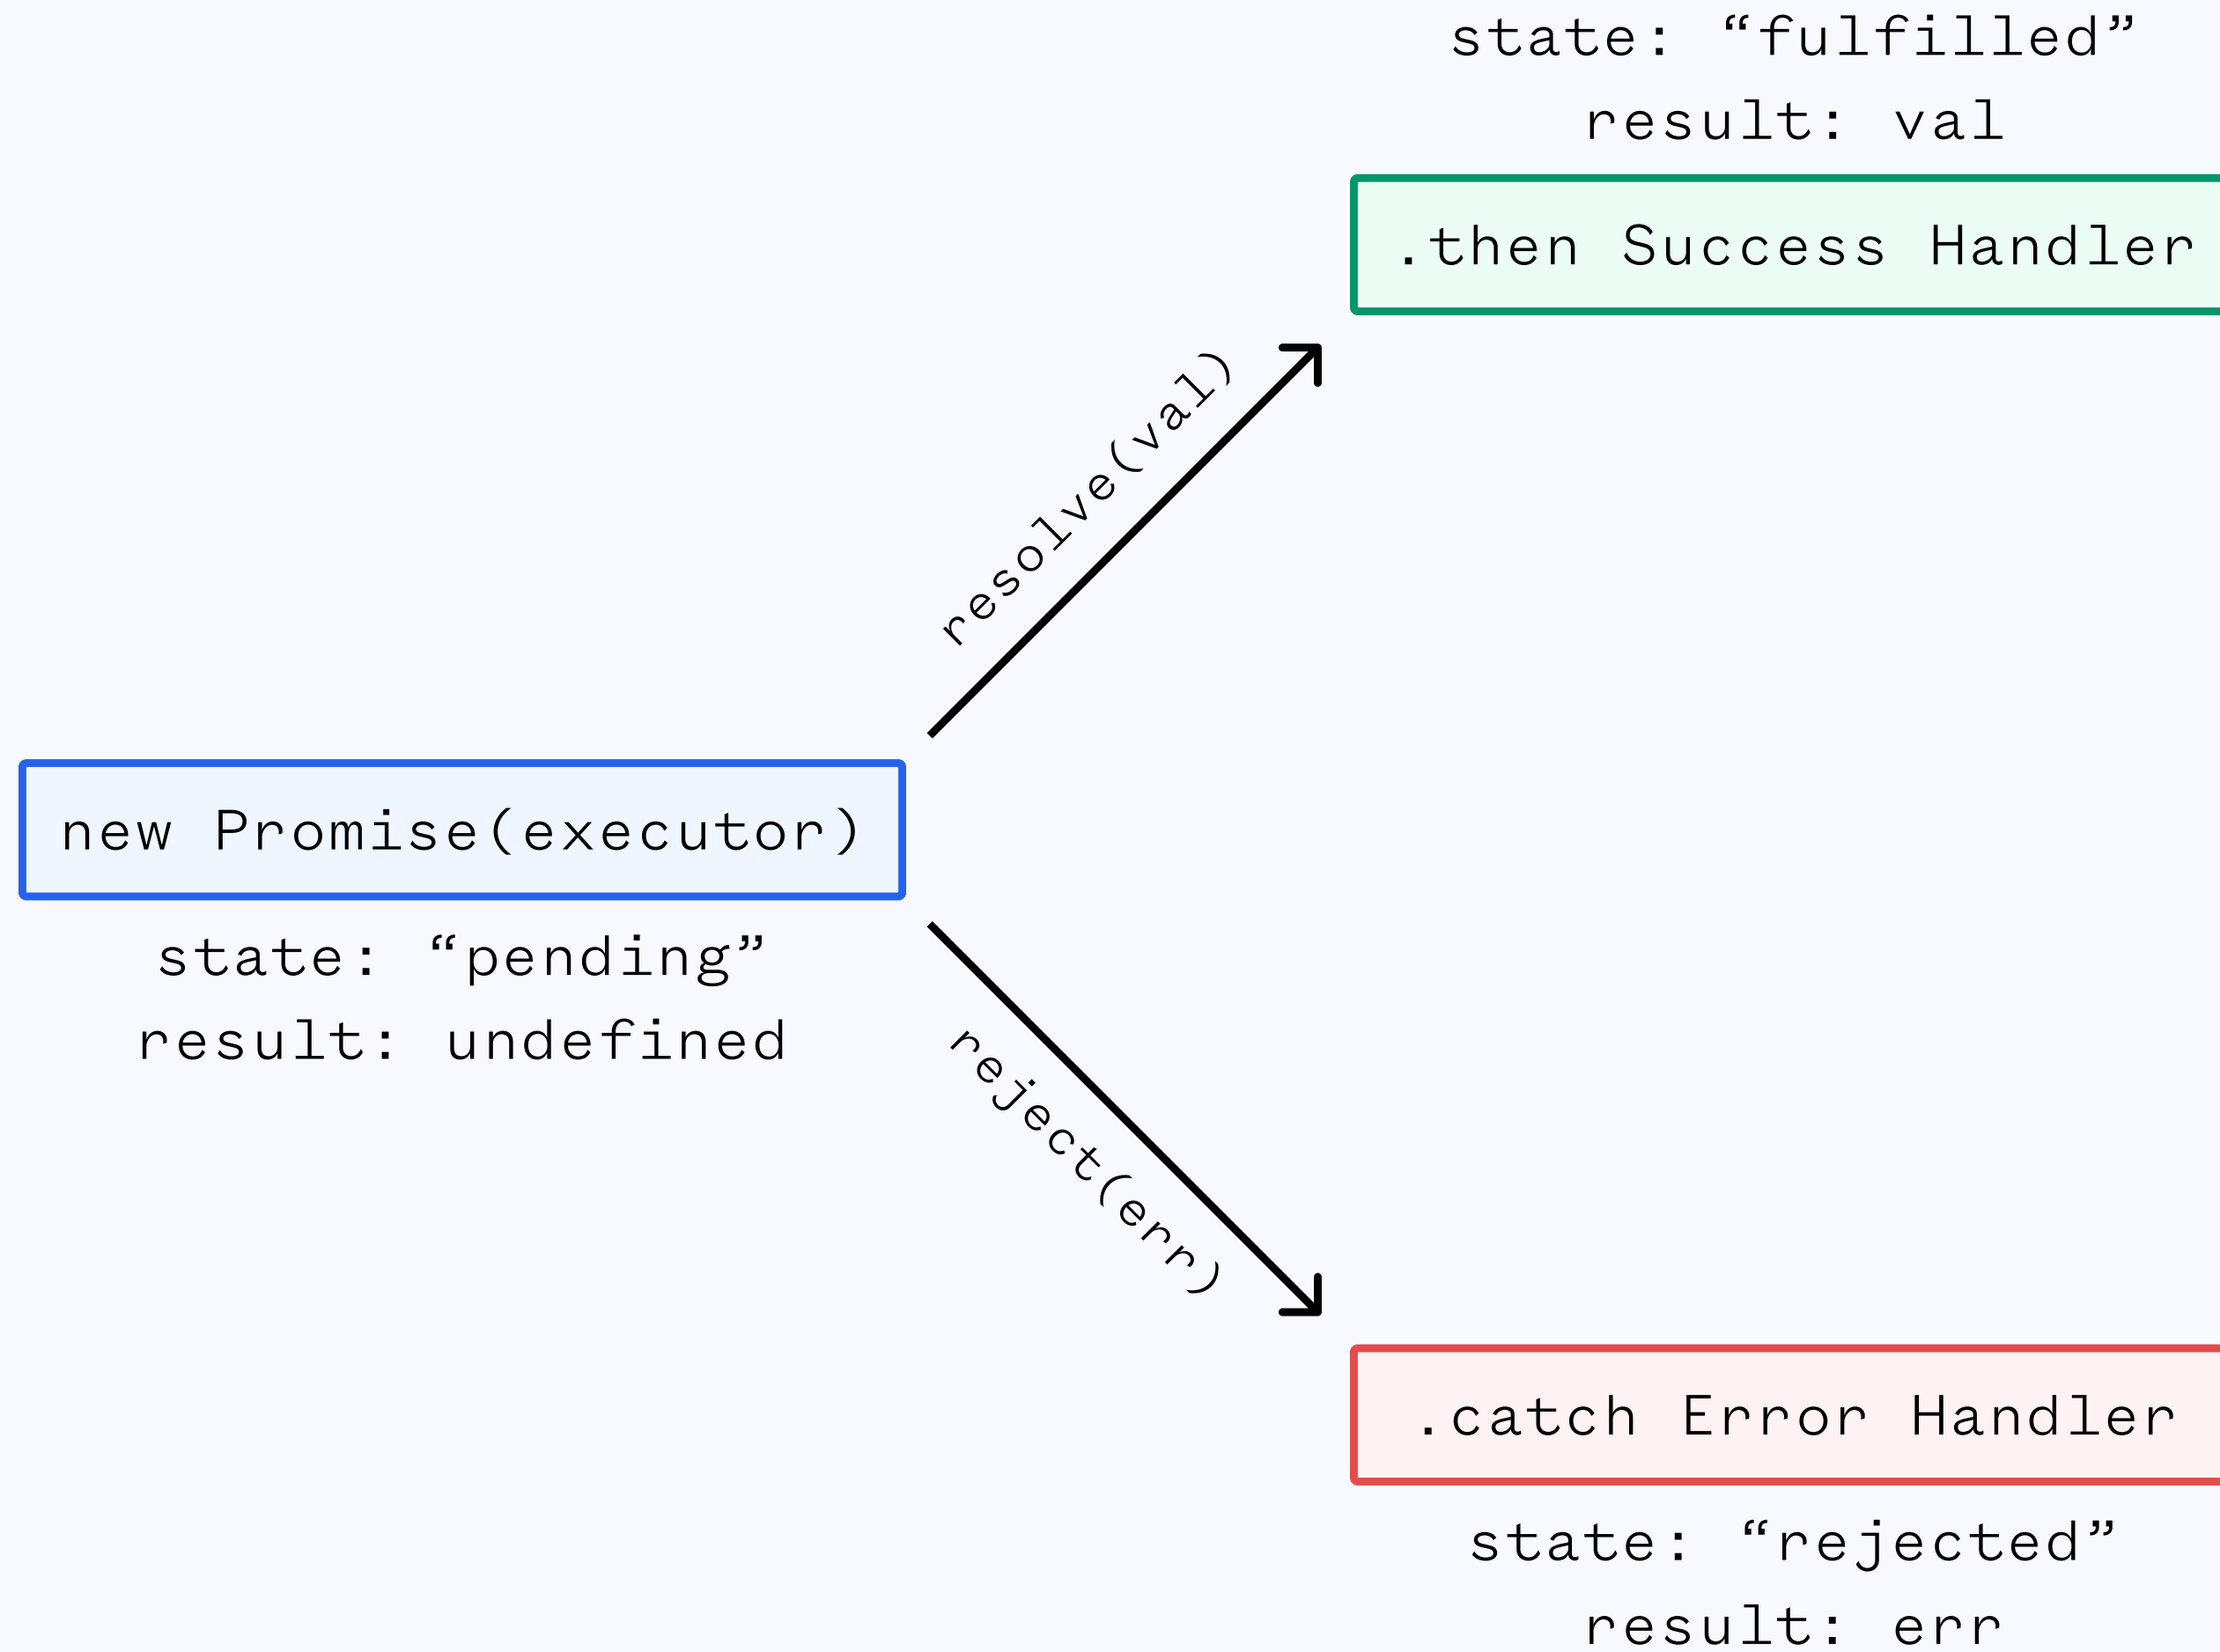 state: “fulfilled”
result: val
.then Success Handler
resolve(val)
new Promise(executor)
state: “pending”
result: undefined
reject(err)
.catch Error Handler
state: “rejected”
result: err